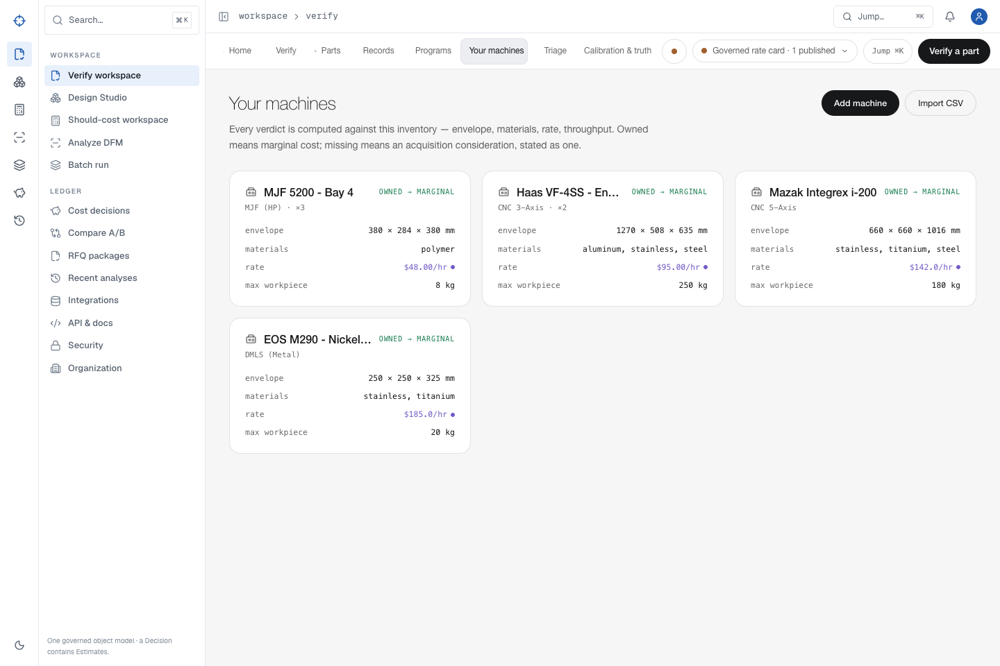 Search...
⌘ K
WORKSPACE
Verify workspace
Design Studio
Should-cost workspace
Analyze DFM
Batch run
LEDGER
Cost decisions
Compare A/B
RFQ packages
Recent analyses
Integrations
API & docs
Security
Organization
One governed object model · a Decision
contains Estimates.
workspace > verify
Jump...
⌘K
Home
Verify
Parts
Records
Programs
Your machines
Triage
Calibration & truth
Governed rate card · 1 published
Jump ⌘K
Verify a part
Your machines
Add machine
Import CSV
Every verdict is computed against this inventory — envelope, materials, rate, throughput. Owned
means marginal cost; missing means an acquisition consideration, stated as one.
MJF 5200 - Bay 4
OWNED → MARGINAL
MJF (HP) · ×3
envelope 380 × 284 × 380 mm
materials polymer
rate $48.00/hr
max workpiece 8 kg
Haas VF-4SS - En...
OWNED → MARGINAL
CNC 3-Axis · ×2
envelope 1270 × 508 × 635 mm
materials aluminum, stainless, steel
rate $95.00/hr
max workpiece 250 kg
Mazak Integrex i-200
OWNED → MARGINAL
CNC 5-Axis
envelope 660 × 660 × 1016 mm
materials stainless, titanium, steel
rate $142.0/hr
max workpiece 180 kg
EOS M290 - Nickel...
OWNED → MARGINAL
DMLS (Metal)
envelope 250 × 250 × 325 mm
materials stainless, titanium
rate $185.0/hr
max workpiece 20 kg